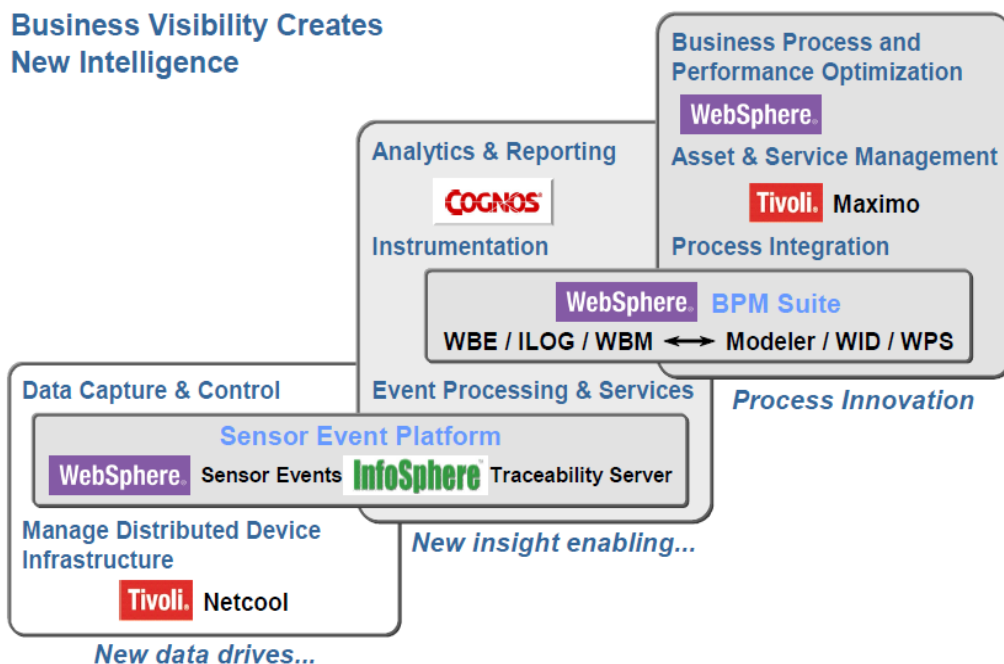 Business Visibility Creates
New Intelligence
Business Process and
Performance Optimization
WebSphere®
Asset & Service Management
Tivoli. Maximo
Process Integration
Analytics & Reporting
COGNOS®
Instrumentation
WebSphere® BPM Suite
WBE / ILOG / WBM ↔ Modeler / WID / WPS
Process Innovation
Data Capture & Control
Event Processing & Services
Sensor Event Platform
WebSphere® Sensor Events InfoSphere™ Traceability Server
Manage Distributed Device
Infrastructure
Tivoli. Netcool
New insight enabling...
New data drives...